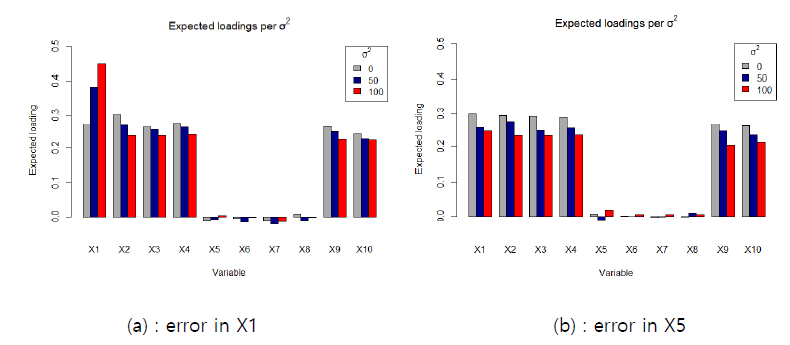 Expected loadings per σ²
σ²
0
50
100
Expected loading
0.5
0.4
0.3
0.2
0.1
0.0
X1 X2 X3 X4 X5 X6 X7 X8 X9 X10
Variable
(a) : error in X1
Expected loadings per σ²
σ²
0
50
100
Expected loading
0.5
0.4
0.3
0.2
0.1
0.0
X1 X2 X3 X4 X5 X6 X7 X8 X9 X10
Variable
(b) : error in X5